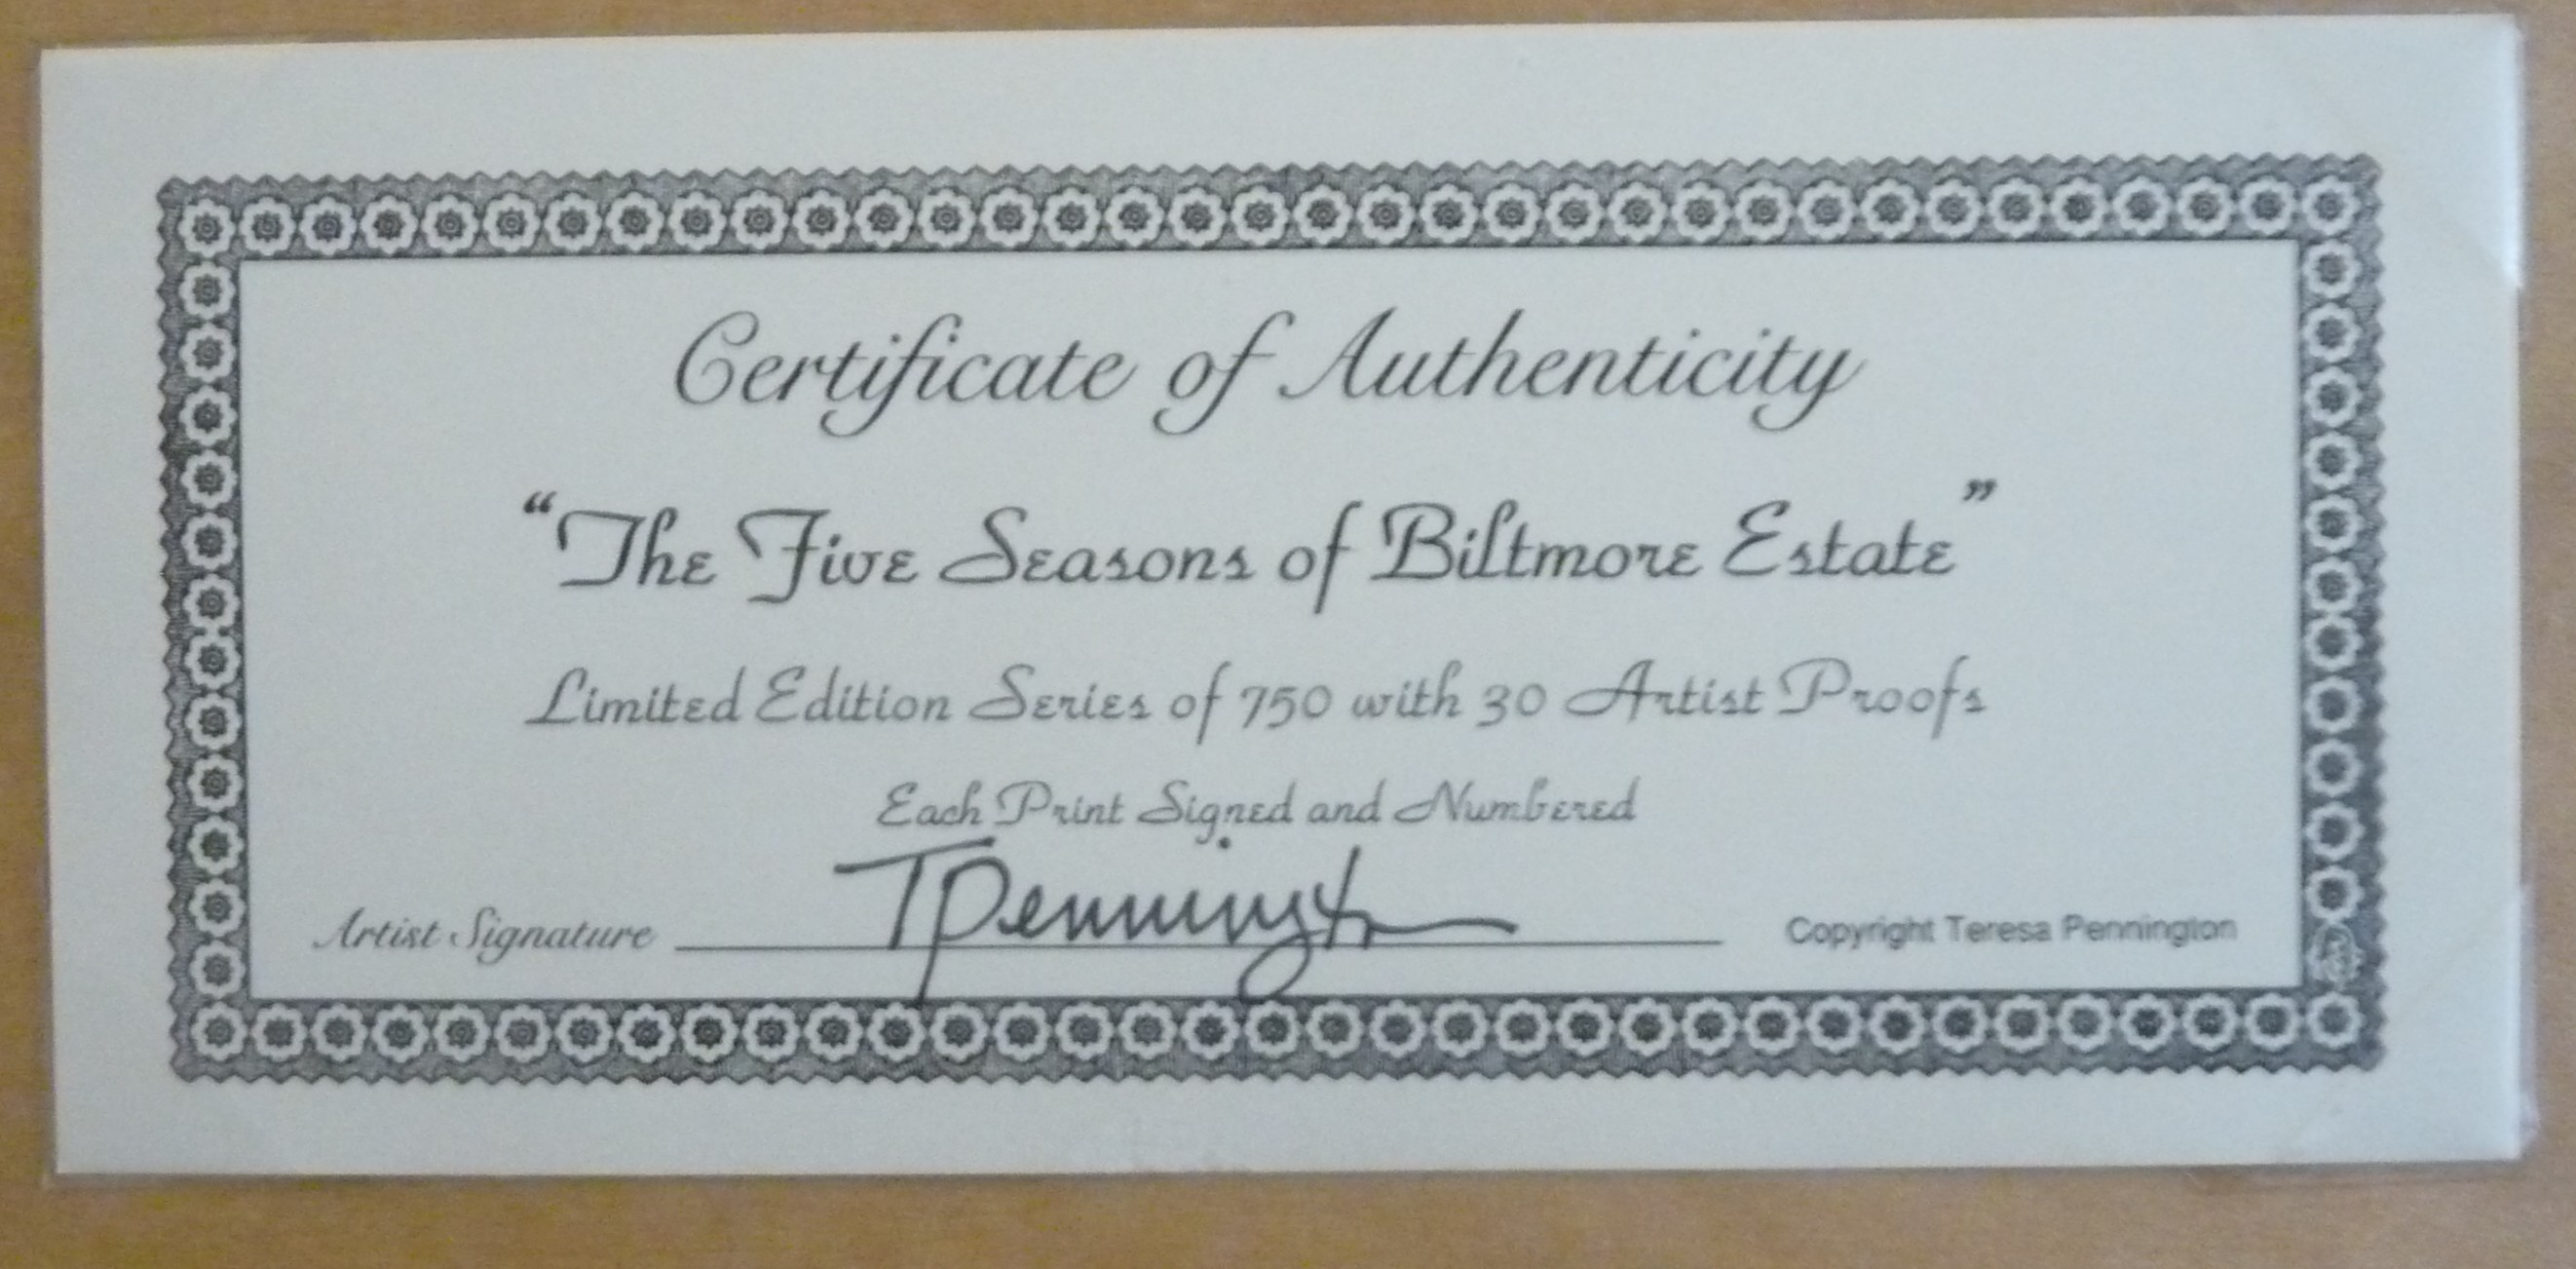 Certificate of Authenticity
“The Five Seasons of Biltmore Estate”
Limited Edition Series of 750 with 30 Artist Proofs
Each Print Signed and Numbered
Artist Signature TPennington Copyright Teresa Pennington